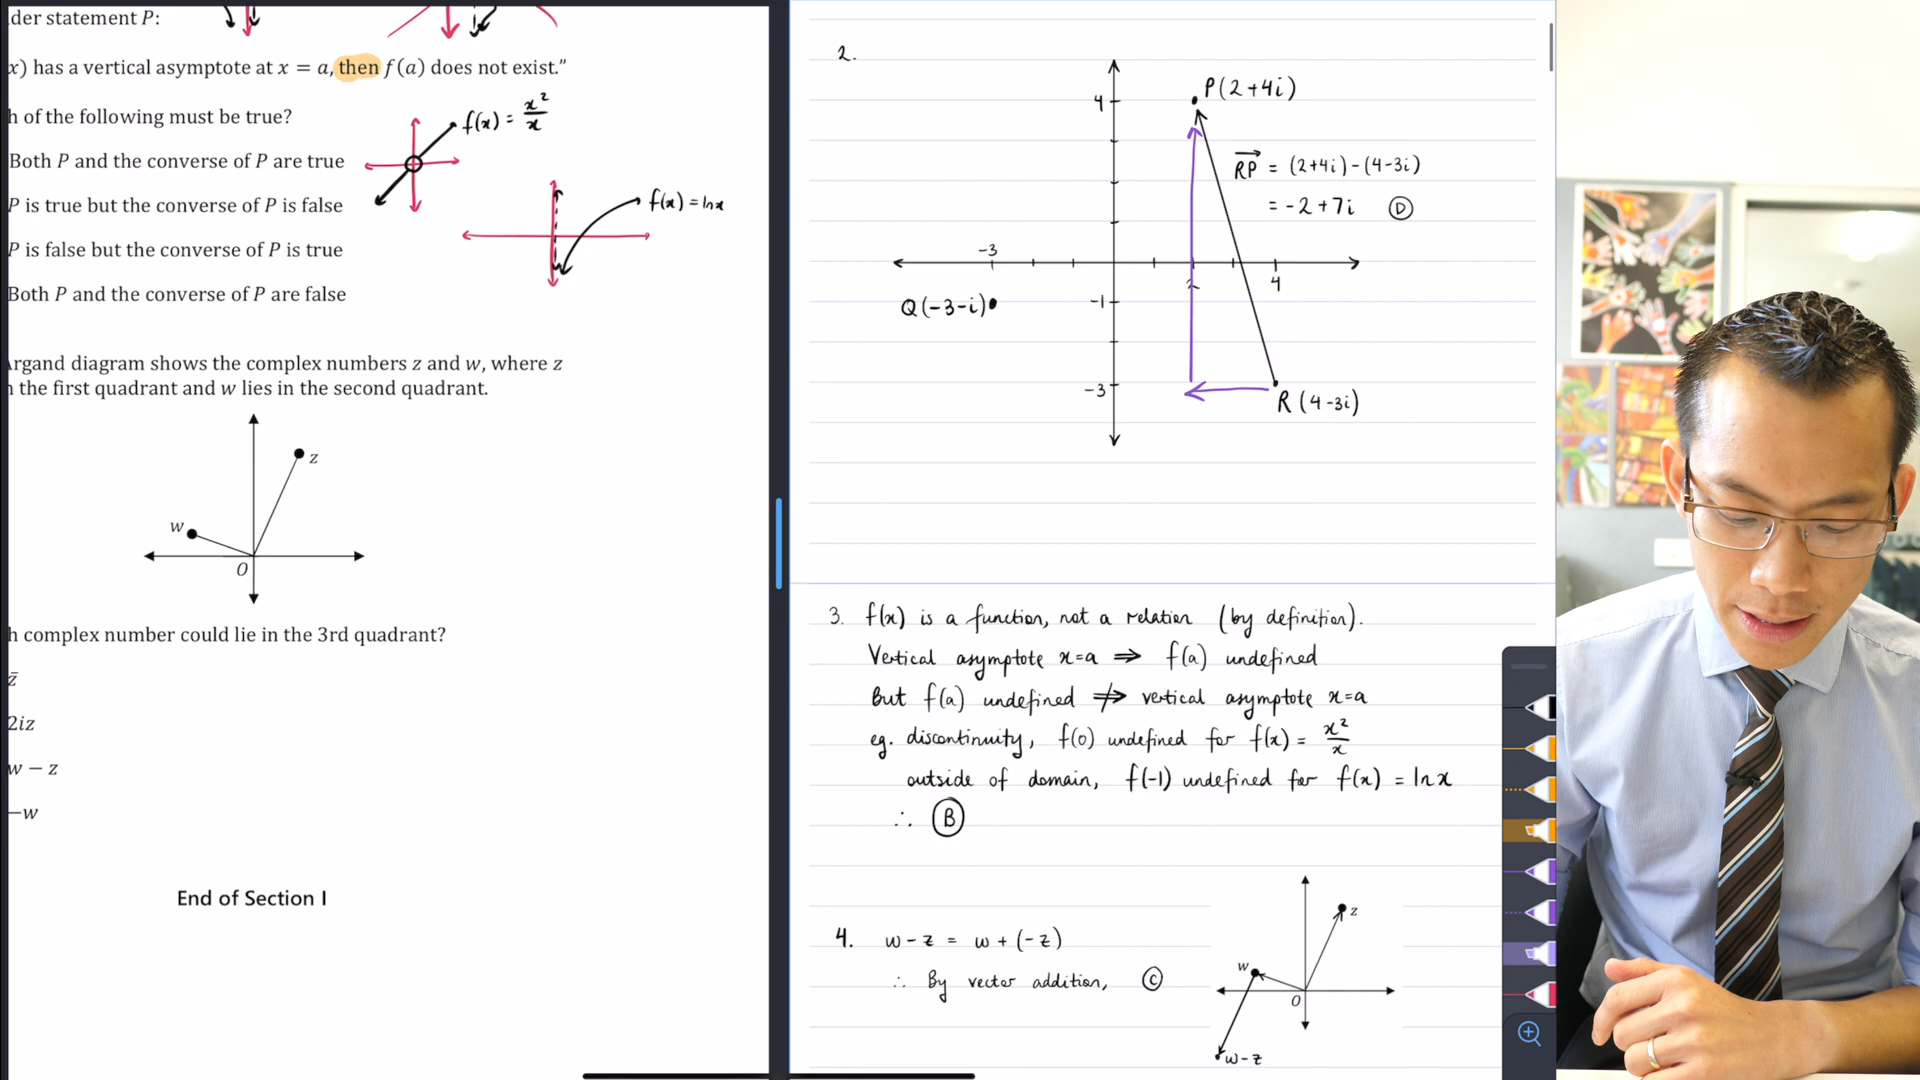 der statement P:
x) has a vertical asymptote at x = a, then f(a) does not exist.”
h of the following must be true?
f(x) = x²/x
Both P and the converse of P are true
P is true but the converse of P is false
f(x) = ln x
P is false but the converse of P is true
Both P and the converse of P are false
rgand diagram shows the complex numbers z and w, where z
n the first quadrant and w lies in the second quadrant.
z
w
O
h complex number could lie in the 3rd quadrant?
z̄
2iz
w − z
−w
End of Section I
2.
P(2+4i)
4
RP→ = (2+4i)-(4-3i)
= -2+7i Ⓓ
-3
2
4
Q(-3-i)
-1
-3
R (4-3i)
3. f(x) is a function, not a relation (by definition).
Vertical asymptote x=a ⇒ f(a) undefined
But f(a) undefined ⇏ vertical asymptote x=a
eg. discontinuity, f(0) undefined for f(x) = x²/x
outside of domain, f(-1) undefined for f(x) = ln x
∴ Ⓑ
4. w-z = w+(-z)
∴ By vector addition, Ⓒ
z
w
O
w-z